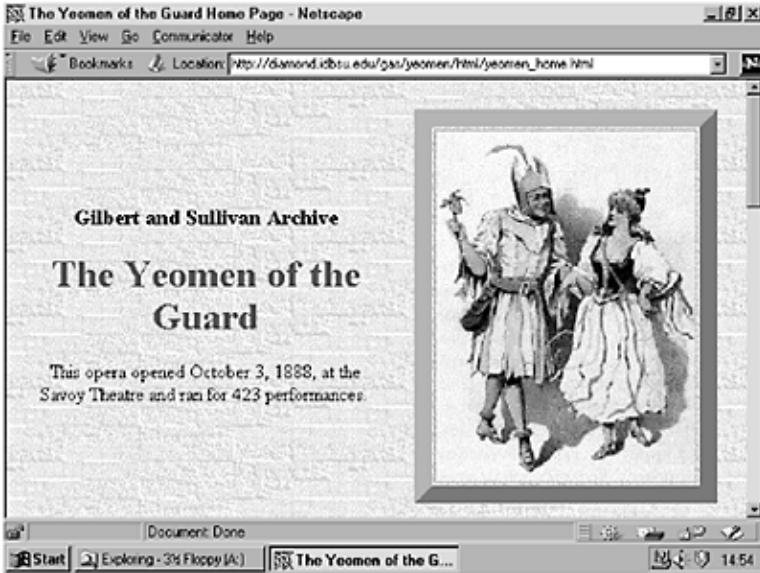 The Yeomen of the Guard Home Page - Netscape
File Edit View Go Communicator Help
Bookmarks Location: http://diamond.idbsu.edu/gas/yeomen/html/yeomen_home.html
N
Gilbert and Sullivan Archive
The Yeomen of the
Guard
This opera opened October 3, 1888, at the
Savoy Theatre and ran for 423 performances.
Document: Done
Start Exploring - 3½ Floppy (A:) The Yeomen of the G... 14:54